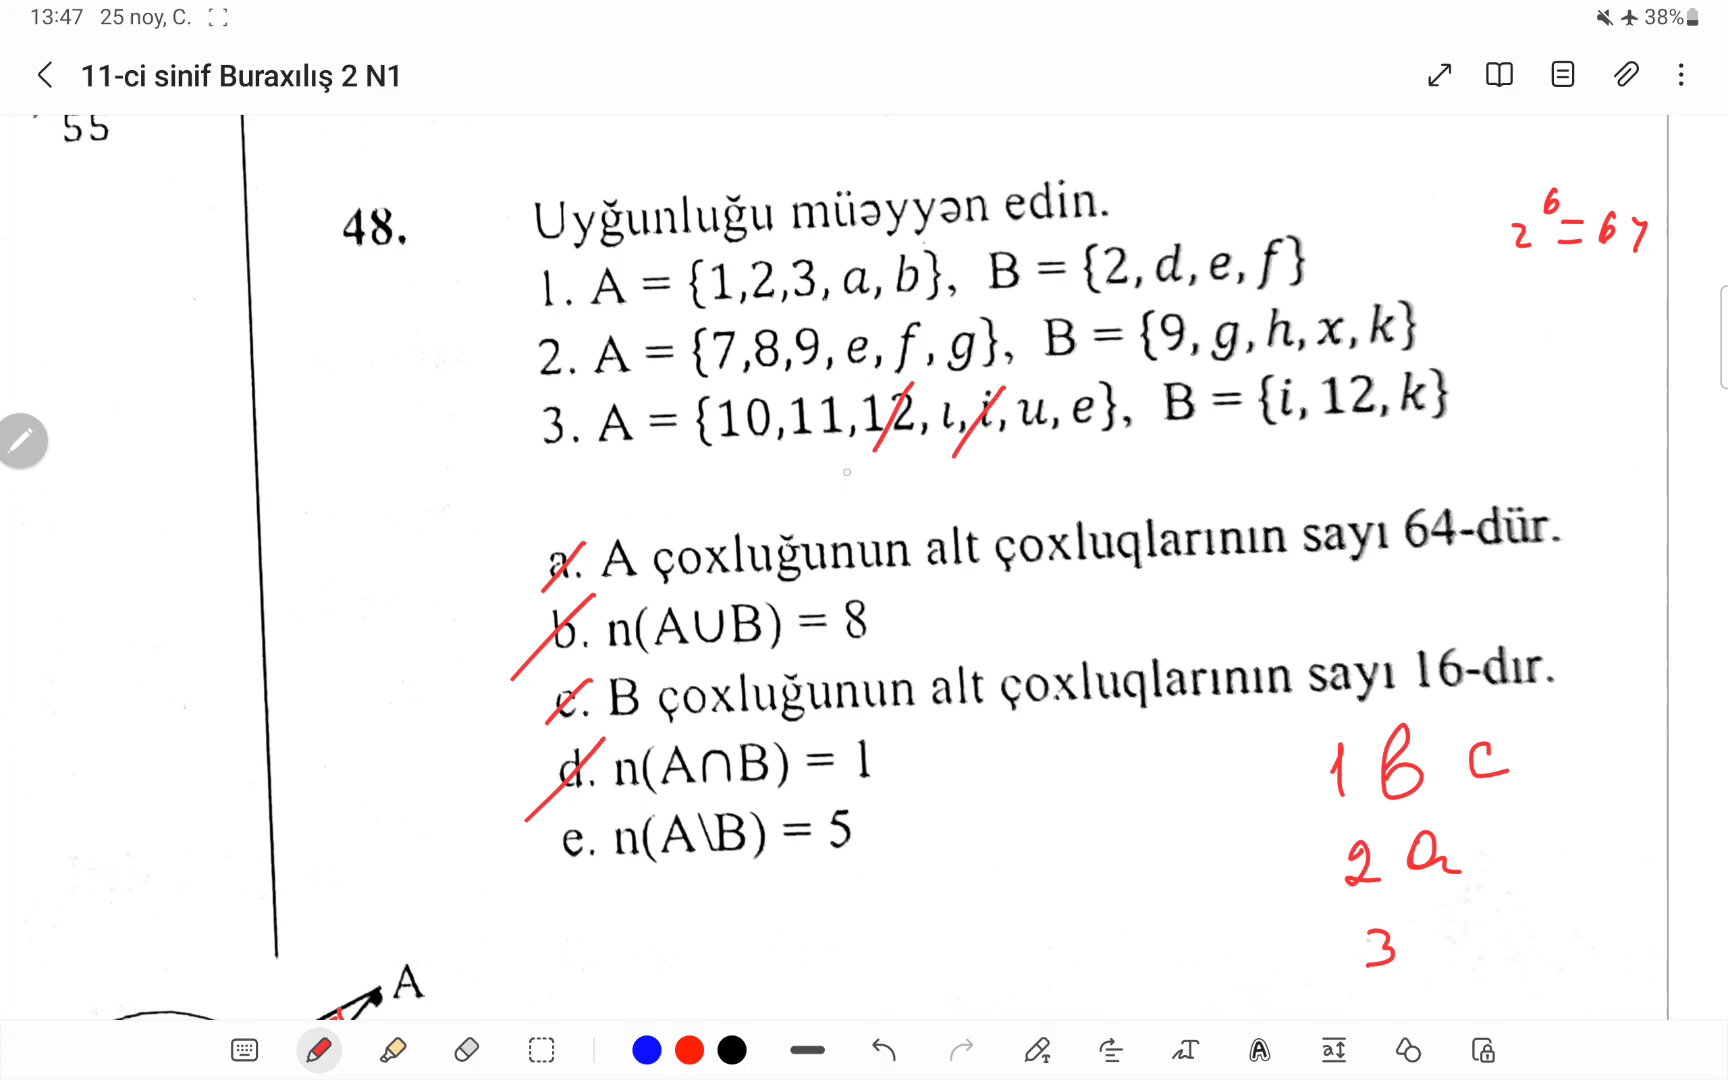 13:47 25 noy, C. 38%
11-ci sinif Buraxılış 2 N1
55
48. Uyğunluğu müəyyən edin.
1. A = {1,2,3, a, b}, B = {2, d, e, f}
2. A = {7,8,9, e, f, g}, B = {9, g, h, x, k}
3. A = {10,11,12, ı, i, u, e}, B = {i, 12, k}
2⁶ = 64
a. A çoxluğunun alt çoxluqlarının sayı 64-dür.
b. n(A∪B) = 8
c. B çoxluğunun alt çoxluqlarının sayı 16-dır.
d. n(A∩B) = 1
e. n(A\B) = 5
1 B C
2 a
3
A